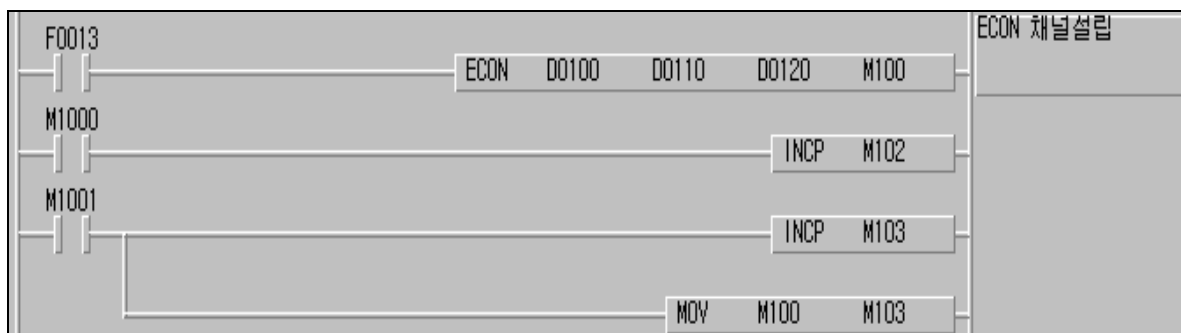 F0013
ECON D0100 D0110 D0120 M100
ECON 채널설립
M1000
INCP M102
M1001
INCP M103
MOV M100 M103